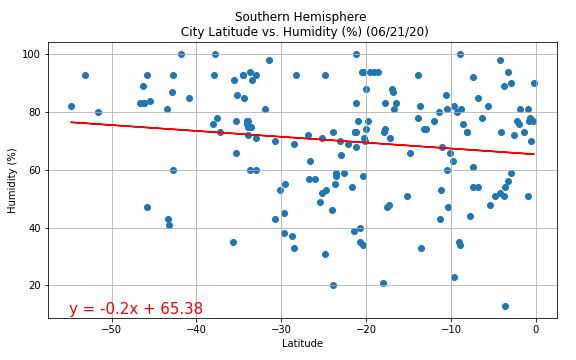 Southern Hemisphere
City Latitude vs. Humidity (%) (06/21/20)
Humidity (%)
100
80
60
40
20
y = -0.2x + 65.38
−50
−40
−30
−20
−10
0
Latitude